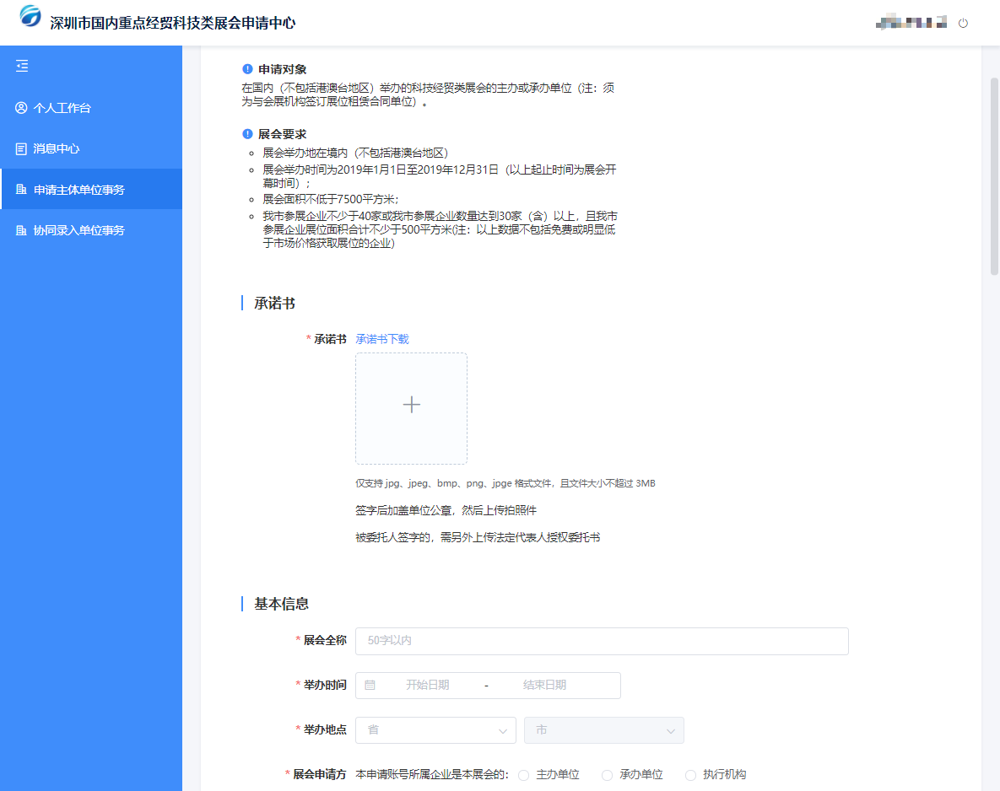 深圳市国内重点经贸科技类展会申请中心
个人工作台
消息中心
申请主体单位事务
协同录入单位事务
申请对象
在国内（不包括港澳台地区）举办的科技经贸类展会的主办或承办单位（注：须
为与会展机构签订展位租赁合同单位）。
展会要求
展会举办地在境内（不包括港澳台地区）
展会举办时间为2019年1月1日至2019年12月31日（以上起止时间为展会开
幕时间）;
展会面积不低于7500平方米;
我市参展企业不少于40家或我市参展企业数量达到30家（含）以上，且我市
参展企业展位面积合计不少于500平方米(注：以上数据不包括免费或明显低
于市场价格获取展位的企业)
承诺书
* 承诺书 承诺书下载
仅支持 jpg、jpeg、bmp、png、jpge 格式文件，且文件大小不超过 3MB
签字后加盖单位公章，然后上传拍照件
被委托人签字的，需另外上传法定代表人授权委托书
基本信息
* 展会全称 50字以内
* 举办时间 开始日期 - 结束日期
* 举办地点 省 市
* 展会申请方 本申请账号所属企业是本展会的: 主办单位 承办单位 执行机构